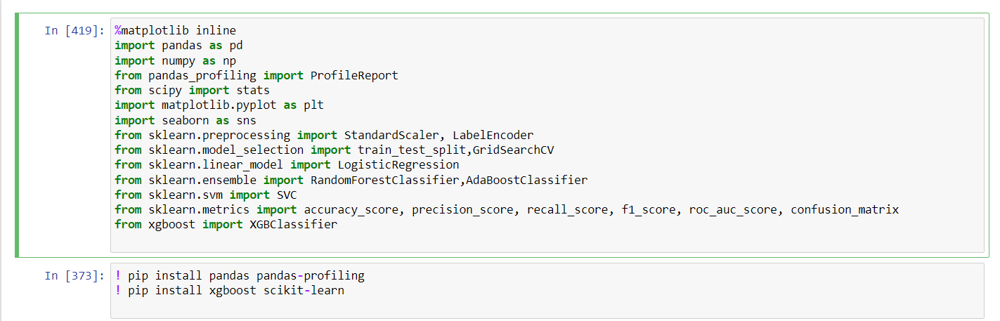 In [419]: %matplotlib inline
import pandas as pd
import numpy as np
from pandas_profiling import ProfileReport
from scipy import stats
import matplotlib.pyplot as plt
import seaborn as sns
from sklearn.preprocessing import StandardScaler, LabelEncoder
from sklearn.model_selection import train_test_split,GridSearchCV
from sklearn.linear_model import LogisticRegression
from sklearn.ensemble import RandomForestClassifier,AdaBoostClassifier
from sklearn.svm import SVC
from sklearn.metrics import accuracy_score, precision_score, recall_score, f1_score, roc_auc_score, confusion_matrix
from xgboost import XGBClassifier
In [373]: ! pip install pandas pandas-profiling
! pip install xgboost scikit-learn